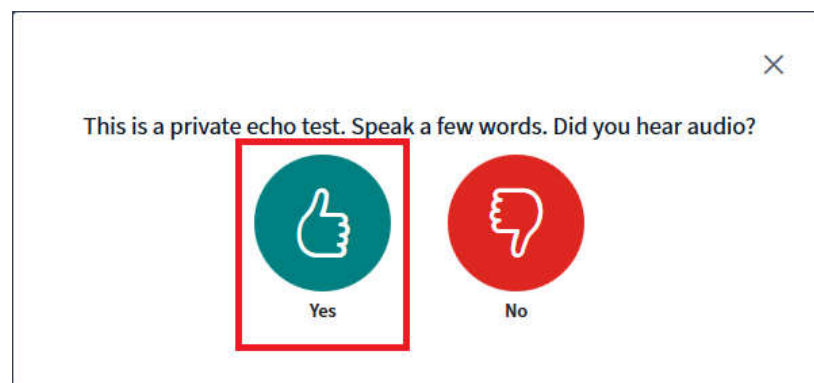 This is a private echo test. Speak a few words. Did you hear audio?
Yes
No